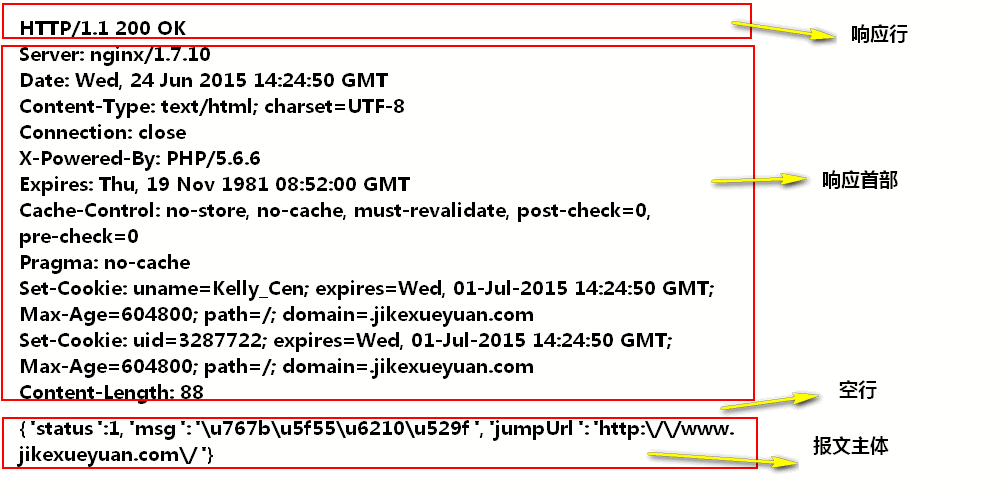 HTTP/1.1 200 OK
响应行
Server: nginx/1.7.10
Date: Wed, 24 Jun 2015 14:24:50 GMT
Content-Type: text/html; charset=UTF-8
Connection: close
X-Powered-By: PHP/5.6.6
Expires: Thu, 19 Nov 1981 08:52:00 GMT
响应首部
Cache-Control: no-store, no-cache, must-revalidate, post-check=0,
pre-check=0
Pragma: no-cache
Set-Cookie: uname=Kelly_Cen; expires=Wed, 01-Jul-2015 14:24:50 GMT;
Max-Age=604800; path=/; domain=.jikexueyuan.com
Set-Cookie: uid=3287722; expires=Wed, 01-Jul-2015 14:24:50 GMT;
Max-Age=604800; path=/; domain=.jikexueyuan.com
Content-Length: 88
空行
{ 'status ':1, 'msg ': '\u767b\u5f55\u6210\u529f ', 'jumpUrl ': 'http:\/\/www.
jikexueyuan.com\/ '}
报文主体